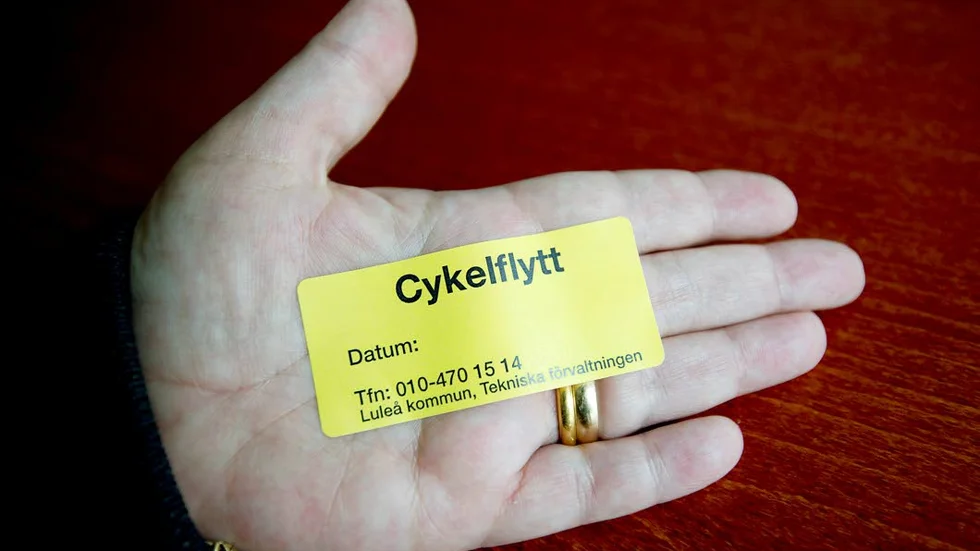 Cykelflytt
Datum:
Tfn: 010-470 15 14
Luleå kommun, Tekniska förvaltningen